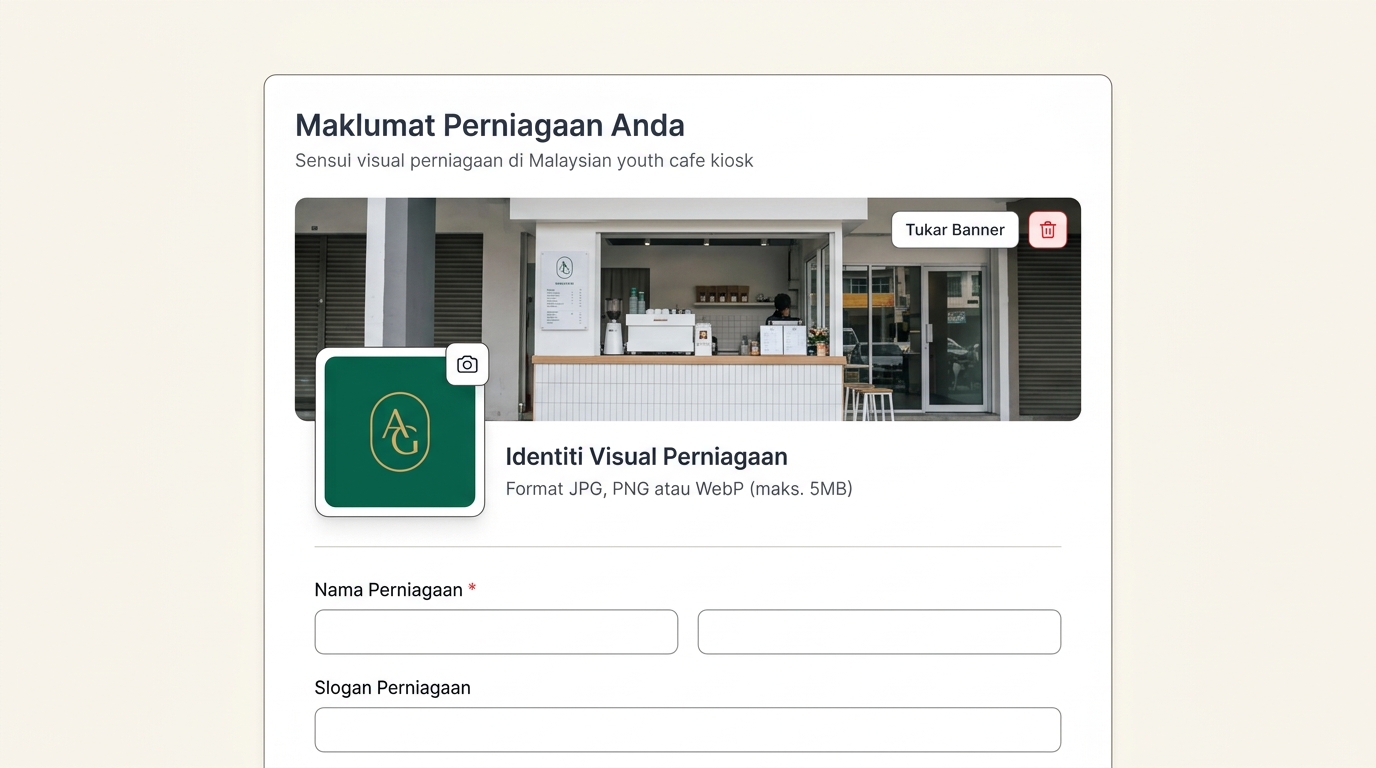 Maklumat Perniagaan Anda
Sensui visual perniagaan di Malaysian youth cafe kiosk
Tukar Banner
AG
AG
Identiti Visual Perniagaan
Format JPG, PNG atau WebP (maks. 5MB)
Nama Perniagaan *
Slogan Perniagaan